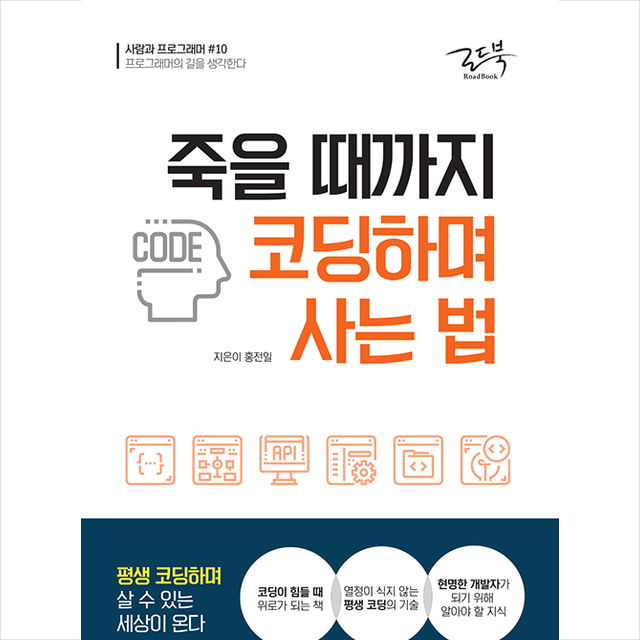 사람과 프로그래머 #10
프로그래머의 길을 생각한다
로드북
RoadBook
죽을 때까지
CODE
코딩하며
사는 법
지은이 홍전일
{...}
API
<>
<>
평생 코딩하며
살 수 있는
세상이 온다
코딩이 힘들 때
위로가 되는 책
열정이 식지 않는
평생 코딩의 기술
현명한 개발자가
되기 위해
알아야 할 지식